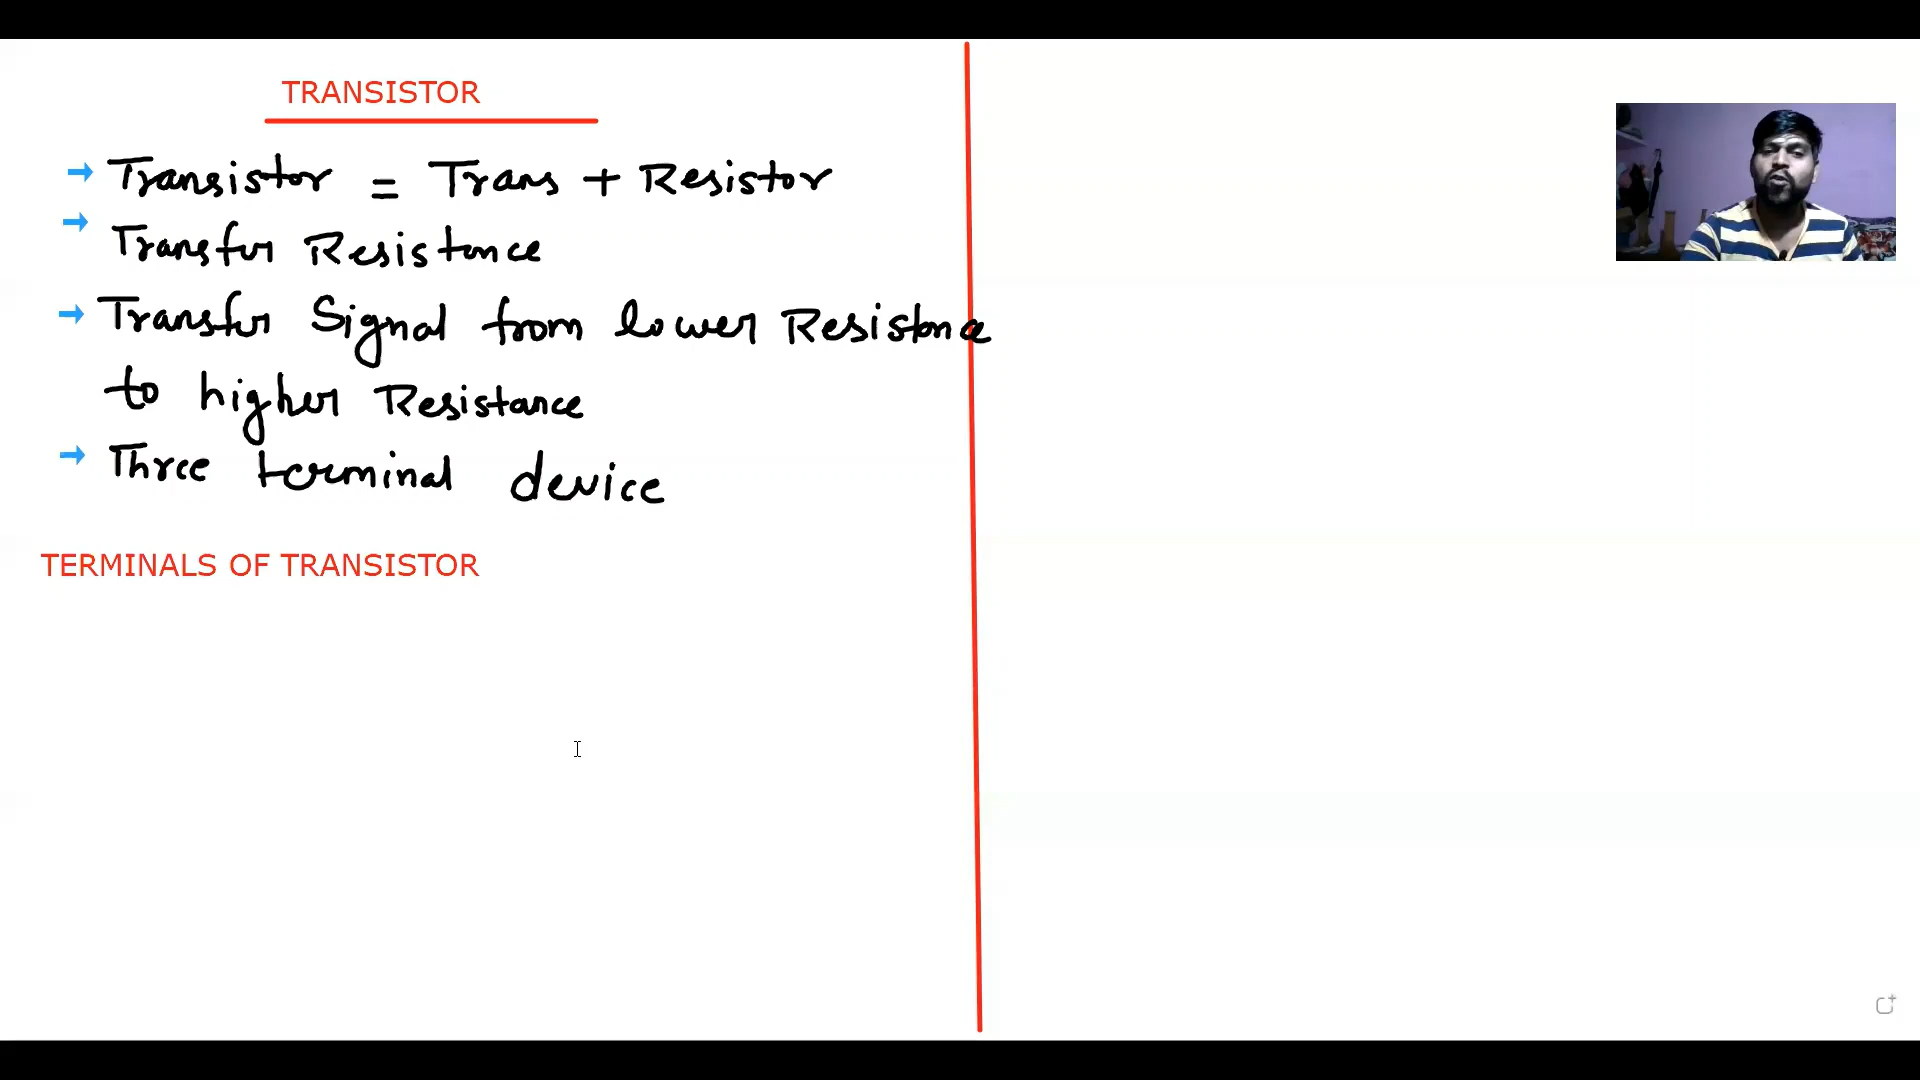 TRANSISTOR
→ Transistor = Trans + Resistor
→ Transfer Resistance
→ Transfer Signal from lower Resistance
to higher Resistance
→ Three terminal device
TERMINALS OF TRANSISTOR